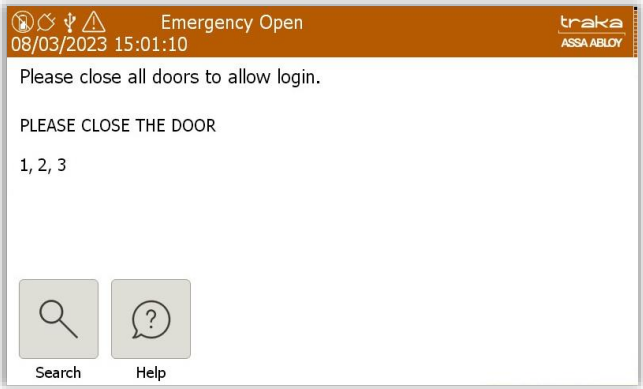 Emergency Open
08/03/2023 15:01:10
traka
ASSA ABLOY
Please close all doors to allow login.
PLEASE CLOSE THE DOOR
1, 2, 3
?
Search
Help